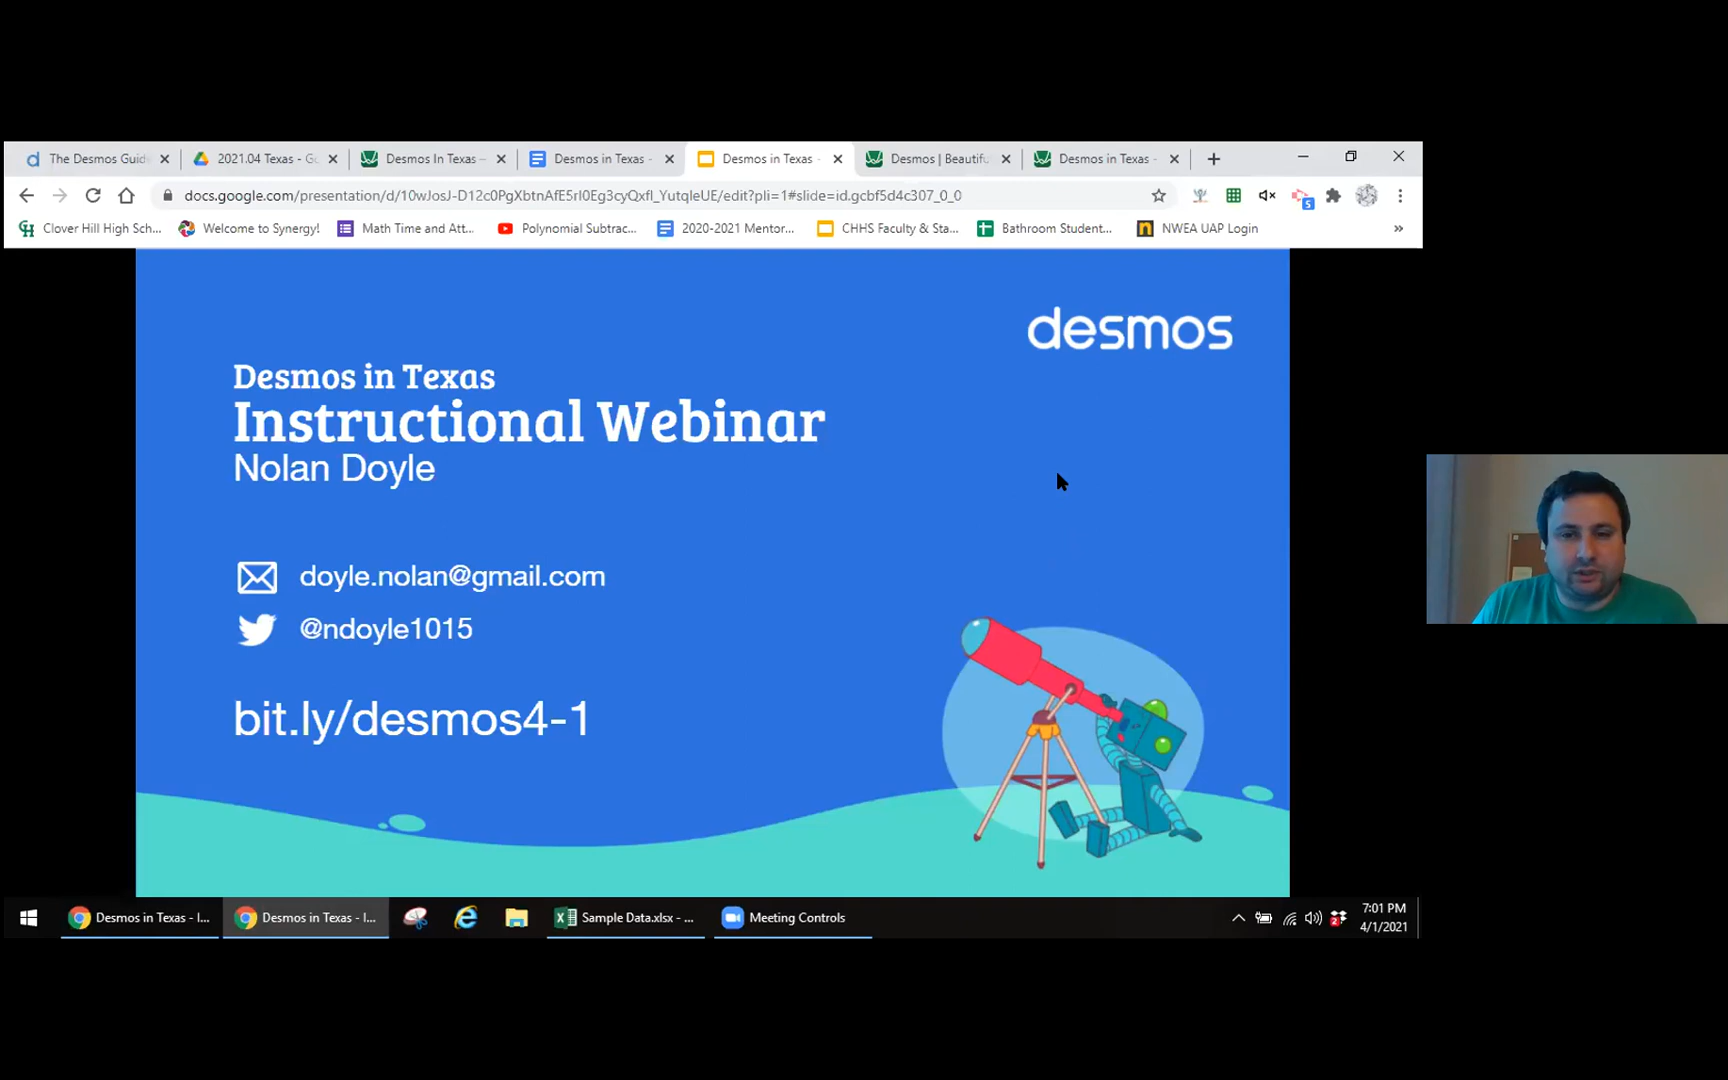 The Desmos Guid
2021.04 Texas - Gu
Desmos In Texas –
Desmos in Texas -
Desmos in Texas -
Desmos | Beautifu
Desmos in Texas -
docs.google.com/presentation/d/10wJosJ-D12c0PgXbtnAfE5rI0Eg3cyQxfl_YutqleUE/edit?pli=1#slide=id.gcbf5d4c307_0_0
5
Clover Hill High Sch...
Welcome to Synergy!
Math Time and Att...
Polynomial Subtrac...
2020-2021 Mentor...
CHHS Faculty & Sta...
Bathroom Student...
NWEA UAP Login
»
desmos
Desmos in Texas
Instructional Webinar
Nolan Doyle
doyle.nolan@gmail.com
@ndoyle1015
bit.ly/desmos4-1
Desmos in Texas - I...
Desmos in Texas - I...
Sample Data.xlsx - ...
Meeting Controls
7:01 PM
4/1/2021